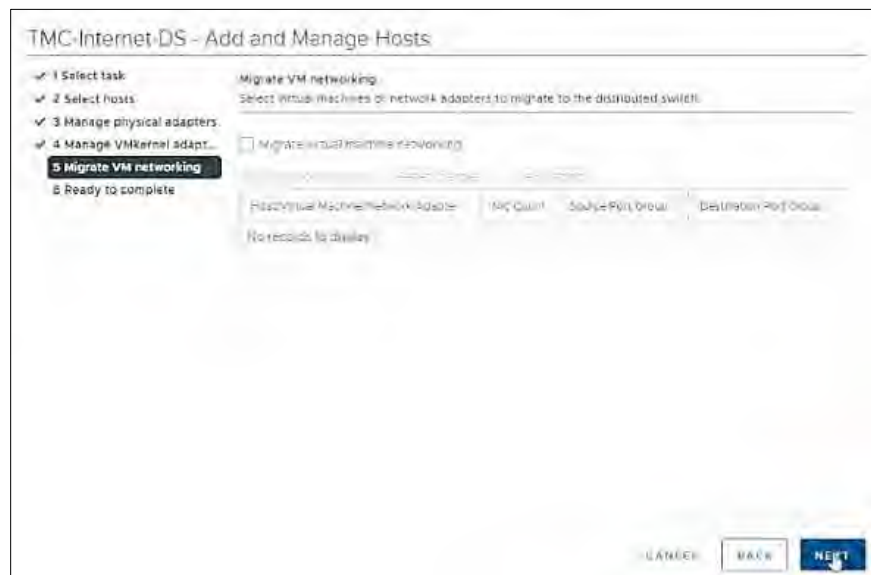 TMC-Internet-DS - Add and Manage Hosts
1 Select task
2 Select hosts
3 Manage physical adapters
4 Manage VMkernel adapt...
5 Migrate VM networking
6 Ready to complete
Migrate VM networking
Select virtual machines or network adapters to migrate to the distributed switch.
Migrate virtual machine networking
Host/Virtual Machine/Network Adapter NIC Count Source Port Group Destination Port Group
No records to display
CANCEL BACK NEXT